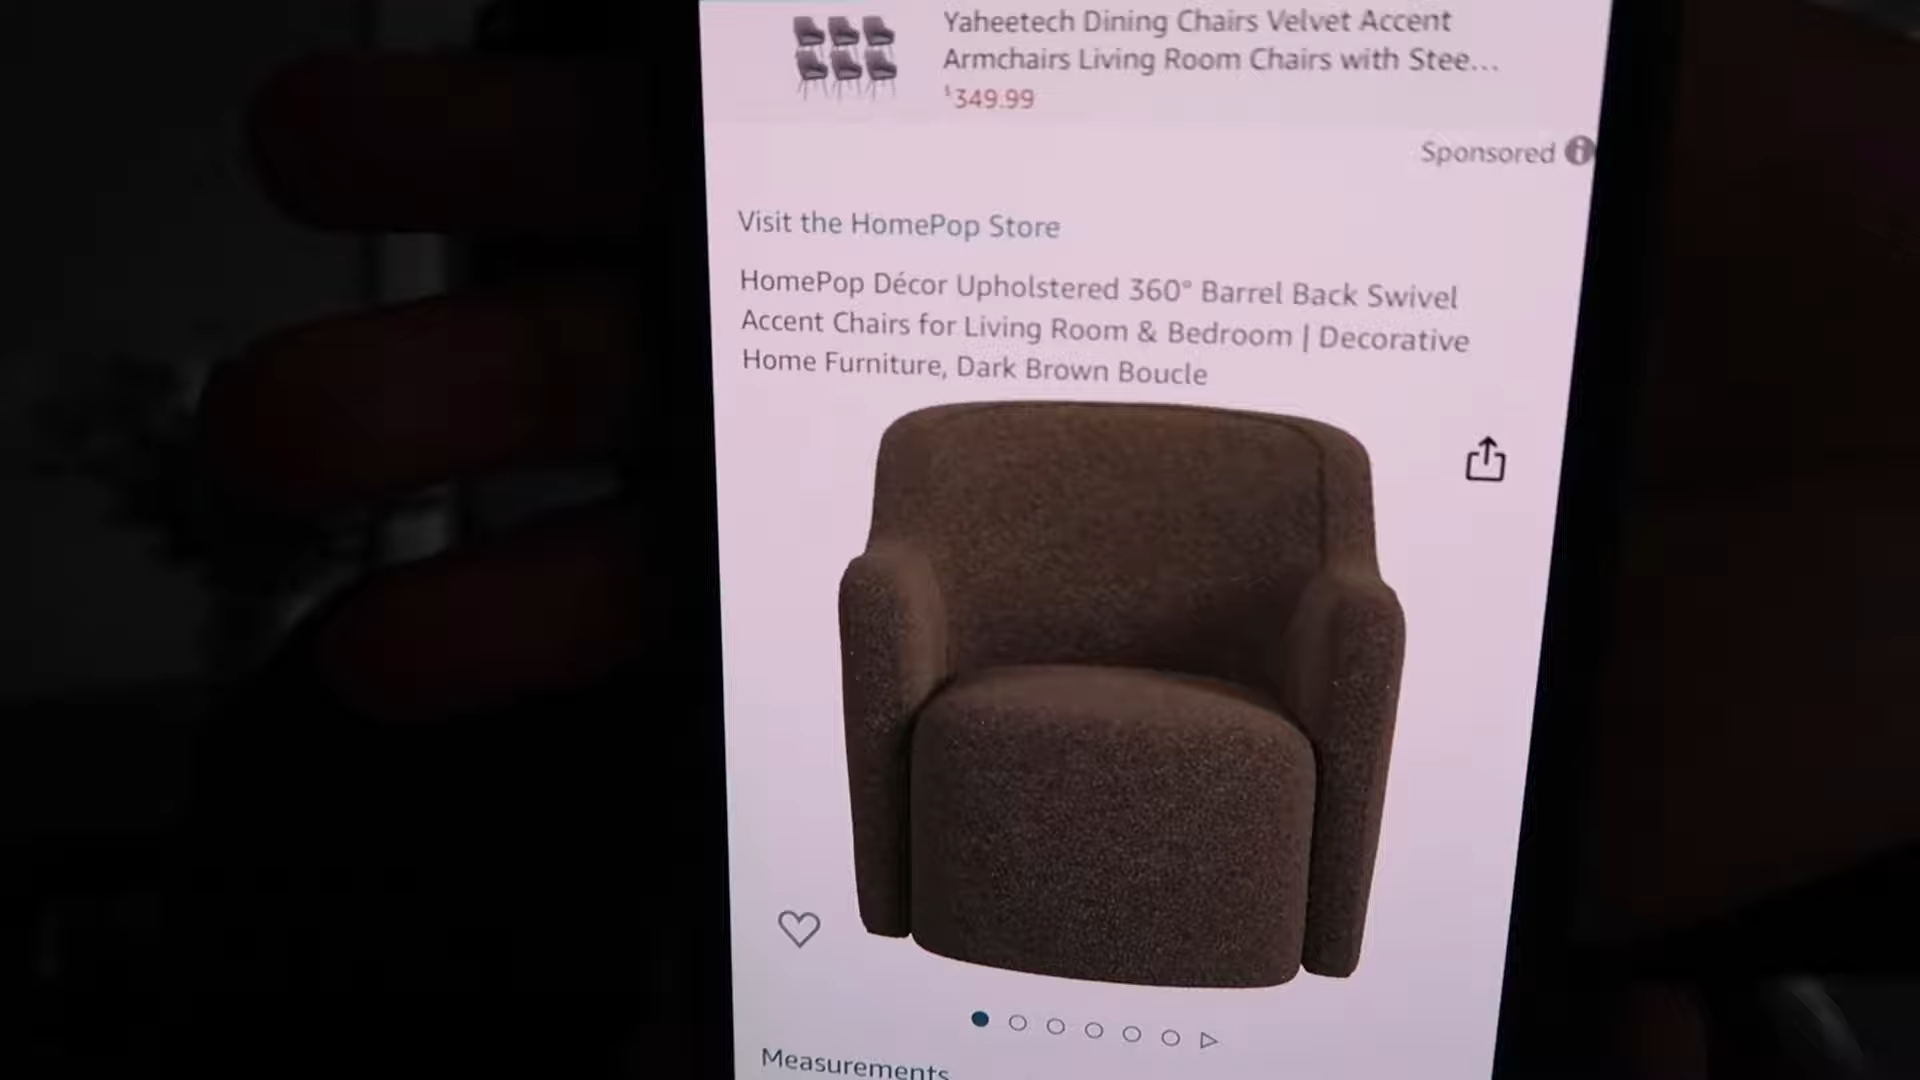 Yaheetech Dining Chairs Velvet Accent
Armchairs Living Room Chairs with Stee...
$349.99
Sponsored
Visit the HomePop Store
HomePop Décor Upholstered 360° Barrel Back Swivel
Accent Chairs for Living Room & Bedroom | Decorative
Home Furniture, Dark Brown Boucle
Measurements